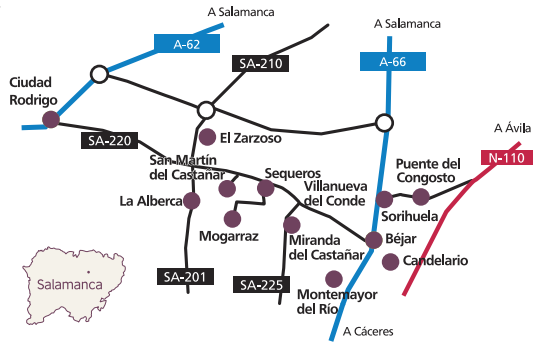 A Salamanca
A Salamanca
A-62
SA-210
A-66
Ciudad
Rodrigo
A Ávila
SA-220
El Zarzoso
N-110
San Martín
del Castañar
Sequeros
Villanueva
del Conde
Puente del
Congosto
La Alberca
Sorihuela
Mogarraz
Miranda
del Castañar
Béjar
Candelario
SA-201
SA-225
Salamanca
Montemayor
del Río
A Cáceres